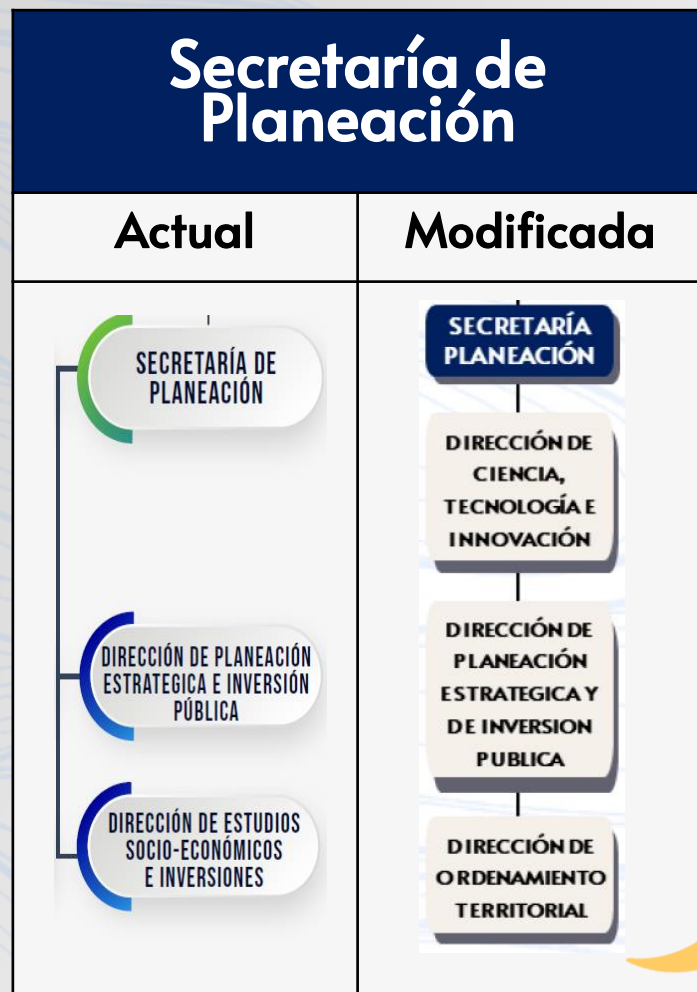 Secretaría de
Planeación
Actual
Modificada
SECRETARÍA DE
PLANEACIÓN
DIRECCIÓN DE PLANEACIÓN
ESTRATEGICA E INVERSIÓN
PÚBLICA
DIRECCIÓN DE ESTUDIOS
SOCIO-ECONÓMICOS
E INVERSIONES
SECRETARÍA
PLANEACIÓN
DIRECCIÓN DE
CIENCIA,
TECNOLOGÍA E
INNOVACIÓN
DIRECCIÓN DE
PLANEACIÓN
ESTRATEGICA Y
DE INVERSION
PUBLICA
DIRECCIÓN DE
ORDENAMIENTO
TERRITORIAL